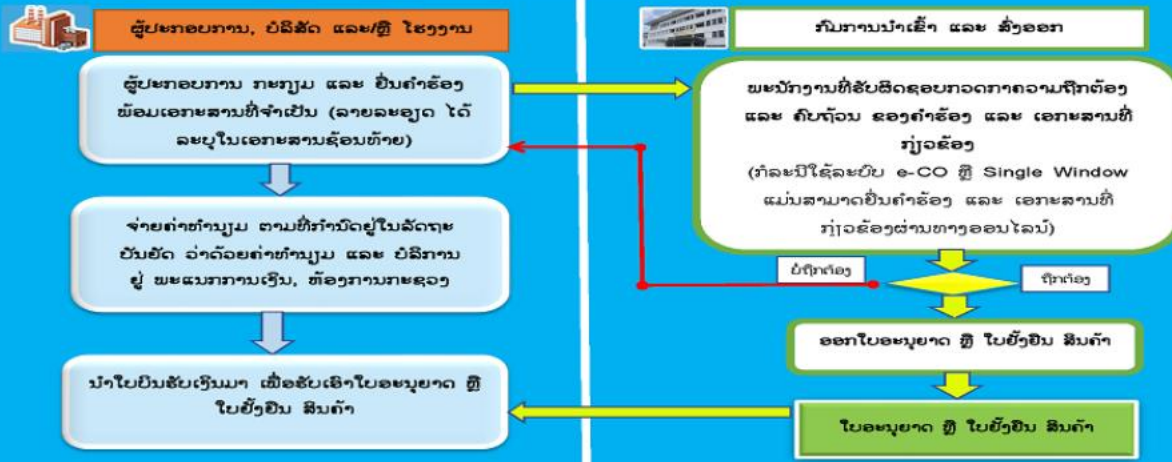 ຜູ້ປະກອບການ, ບໍລິສັດ ແລະ/ຫຼື ໂຮງງານ
ຜູ້ປະກອບການ ກະກຽມ ແລະ ຍື່ນຄໍາຮ້ອງ
ພ້ອມເອກະສານທີ່ຈໍາເປັນ (ລາຍລະອຽດ ໄດ້
ລະບຸໃນເອກະສານຊ້ອນທ້າຍ)
ຈ່າຍຄ່າທໍານຽມ ຕາມທີ່ກໍານົດຢູ່ໃນລັດຖະ
ບັນຍັດ ວ່າດ້ວຍຄ່າທໍານຽມ ແລະ ບໍລິການ
ຢູ່ ພະແນກການເງິນ, ຫ້ອງການກະຊວງ
ນໍາໃບບິນຮັບເງິນມາ ເພື່ອຮັບເອົາໃບອະນຸຍາດ ຫຼື
ໃບຢັ້ງຢືນ ສິນຄ້າ
ກົມການນໍາເຂົ້າ ແລະ ສົ່ງອອກ
ພະນັກງານທີ່ຮັບຜິດຊອບກວດກາຄວາມຖືກຕ້ອງ
ແລະ ຄົບຖ້ວນ ຂອງຄໍາຮ້ອງ ແລະ ເອກະສານທີ່
ກ່ຽວຂ້ອງ
(ກໍລະນີໃຊ້ລະບົບ e-CO ຫຼື Single Window
ແມ່ນສາມາດຍື່ນຄໍາຮ້ອງ ແລະ ເອກະສານທີ່
ກ່ຽວຂ້ອງຜ່ານທາງອອນໄລນ໌)
ບໍ່ຖືກຕ້ອງ
ຖືກຕ້ອງ
ອອກໃບອະນຸຍາດ ຫຼື ໃບຢັ້ງຢືນ ສິນຄ້າ
ໃບອະນຸຍາດ ຫຼື ໃບຢັ້ງຢືນ ສິນຄ້າ